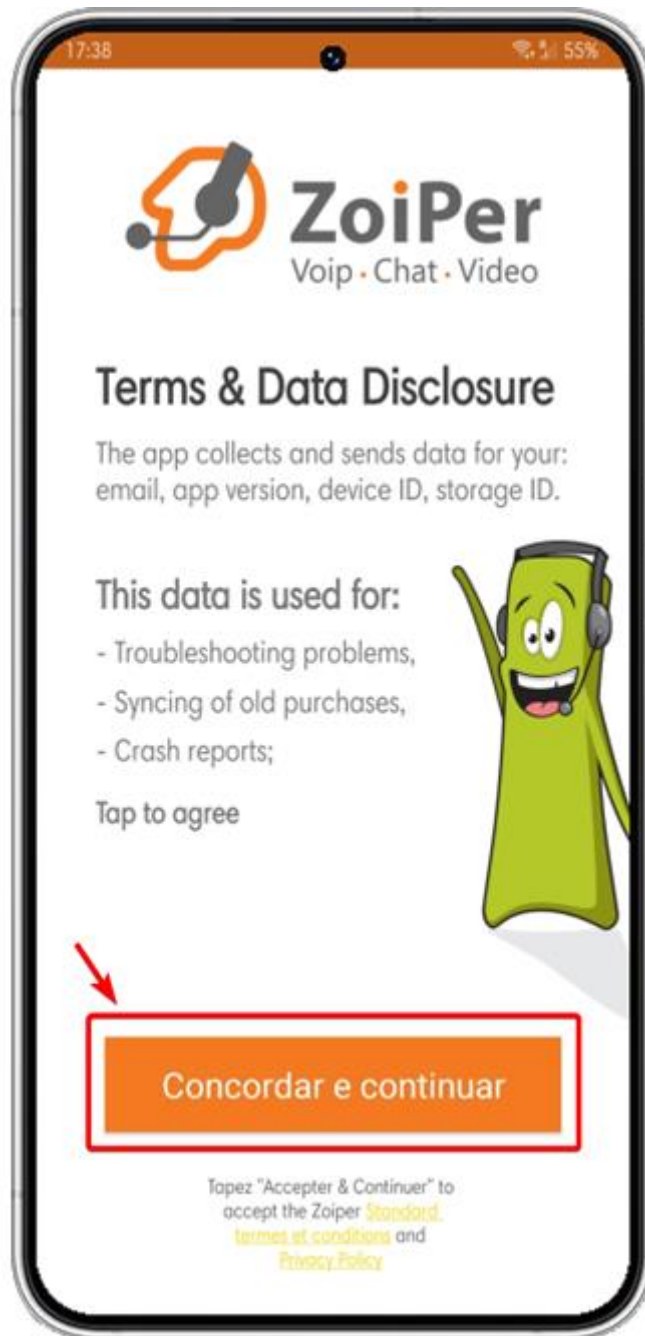 17:38
55%
ZoiPer
Voip · Chat · Video
Terms & Data Disclosure
The app collects and sends data for your:
email, app version, device ID, storage ID.
This data is used for:
- Troubleshooting problems,
- Syncing of old purchases,
- Crash reports;
Tap to agree
Concordar e continuar
Tapez "Accepter & Continuer" to
accept the Zoiper Standard
termes et conditions and
Privacy Policy